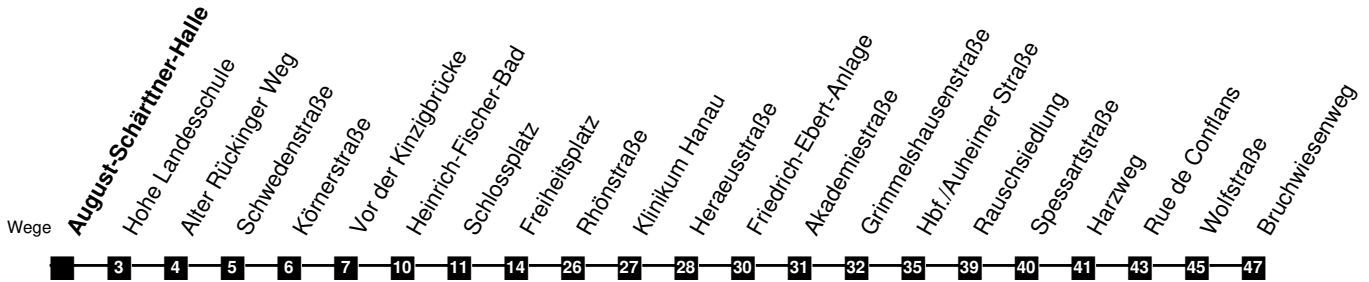 August-Schärttner-Halle
Hohe Landesschule
Alter Rückinger Weg
Schwedenstraße
Körnerstraße
Vor der Kinzigbrücke
Heinrich-Fischer-Bad
Schlossplatz
Freiheitsplatz
Rhönstraße
Klinikum Hanau
Heraeusstraße
Friedrich-Ebert-Anlage
Akademiestraße
Grimmelshausenstraße
Hbf./Auheimer Straße
Rauschsiedlung
Spessartstraße
Harzweg
Rue de Conflans
Wolfstraße
Bruchwiesenweg
Wege
3 4 5 6 7 10 11 14 26 27 28 30 31 32 35 39 40 41 43 45 47